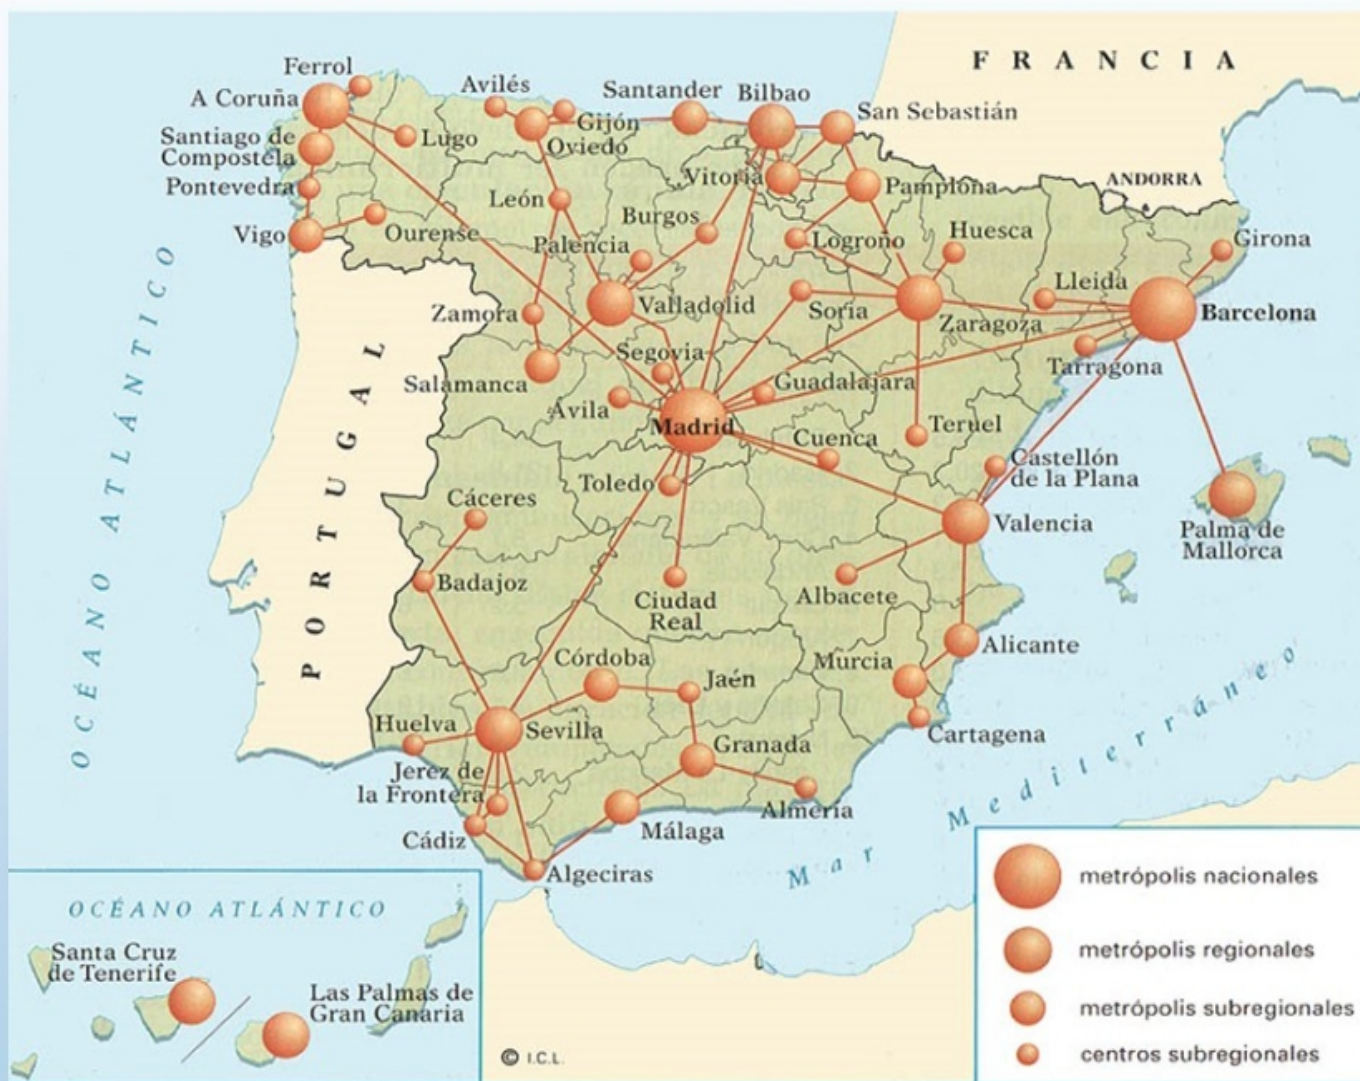 FRANCIA
Ferrol
A Coruña
Santiago de
Compostela
Pontevedra
Vigo
Lugo
Ourense
Avilés
Gijón
Oviedo
Santander
Bilbao
San Sebastián
Vitoria
Pamplona
ANDORRA
León
Burgos
Palencia
Logroño
Huesca
Girona
Lleida
Barcelona
Zamora
Valladolid
Soria
Zaragoza
Tarragona
Segovia
Salamanca
Guadalajara
Ávila
Madrid
Cuenca
Teruel
Castellón
de la Plana
Toledo
Cáceres
Valencia
Palma de
Mallorca
Badajoz
Ciudad
Real
Albacete
Alicante
Murcia
Córdoba
Jaén
Huelva
Sevilla
Granada
Cartagena
Jerez de
la Frontera
Cádiz
Málaga
Almería
Algeciras
PORTUGAL
OCÉANO ATLÁNTICO
Mar Mediterráneo
OCÉANO ATLÁNTICO
Santa Cruz
de Tenerife
Las Palmas de
Gran Canaria
© I.C.L.
metrópolis nacionales
metrópolis regionales
metrópolis subregionales
centros subregionales